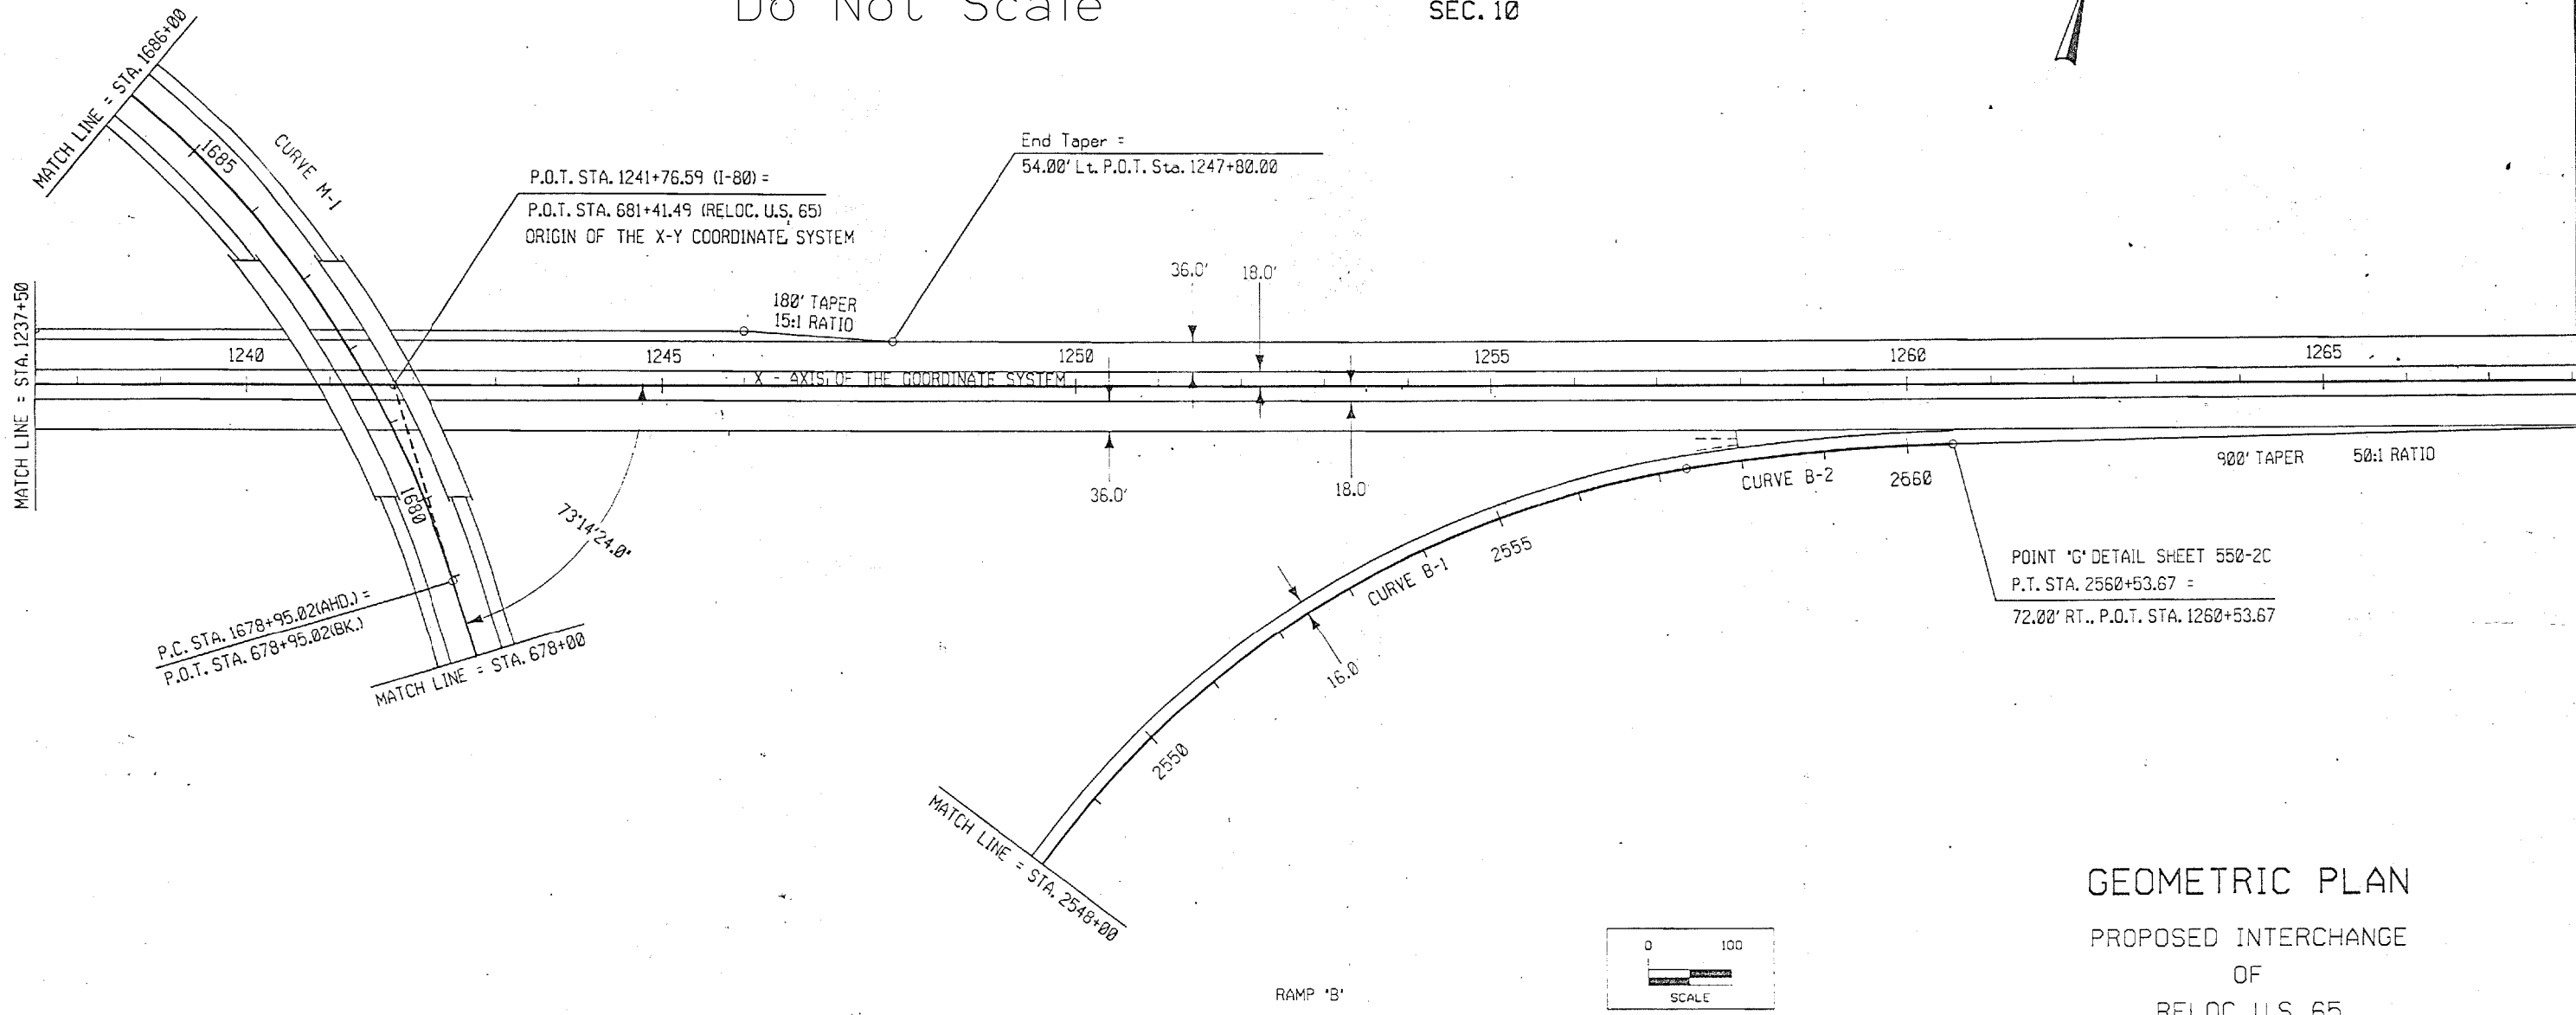 Do Not Scale
SEC. 10
MATCH LINE = STA. 1686+00
1685
CURVE M-1
P.O.T. STA. 1241+76.59 (I-80) =
P.O.T. STA. 681+41.49 (RELOC. U.S. 65)
ORIGIN OF THE X-Y COORDINATE SYSTEM
End Taper =
54.00' Lt. P.O.T. Sta. 1247+80.00
180' TAPER
15:1 RATIO
36.0'
18.0'
MATCH LINE = STA. 1237+50
1240
1245
1250
1255
1260
1265
X - AXIS OF THE COORDINATE SYSTEM
36.0'
18.0
1680
73°14'24.0"
P.C. STA. 1678+95.02(AHD.) =
P.O.T. STA. 678+95.02(BK.)
MATCH LINE = STA. 678+00
CURVE B-2
2560
900' TAPER
50:1 RATIO
2555
CURVE B-1
16.0
2550
MATCH LINE = STA. 2548+00
POINT "G" DETAIL SHEET 550-2C
P.T. STA. 2560+53.67 =
72.00' RT., P.O.T. STA. 1260+53.67
RAMP "B"
0 100
SCALE
GEOMETRIC PLAN
PROPOSED INTERCHANGE
OF
RELOC. U.S. 65